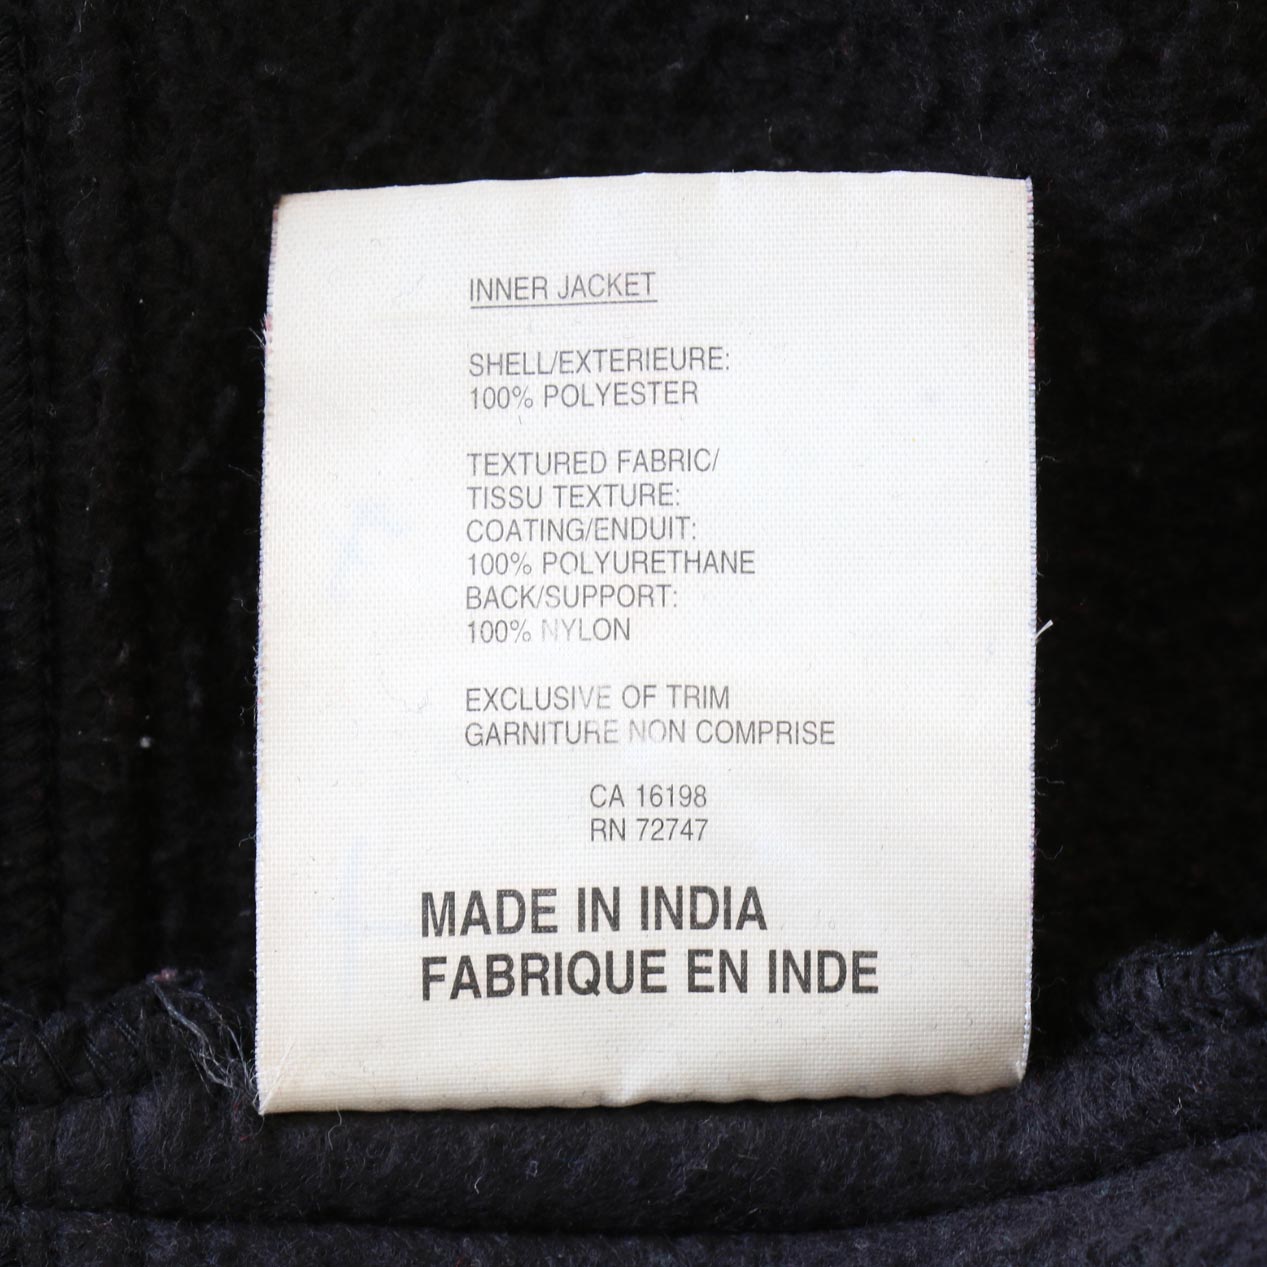 INNER JACKET
SHELL/EXTERIEURE:
100% POLYESTER
TEXTURED FABRIC/
TISSU TEXTURE:
COATING/ENDUIT:
100% POLYURETHANE
BACK/SUPPORT:
100% NYLON
EXCLUSIVE OF TRIM
GARNITURE NON COMPRISE
CA 16198
RN 72747
MADE IN INDIA
FABRIQUE EN INDE